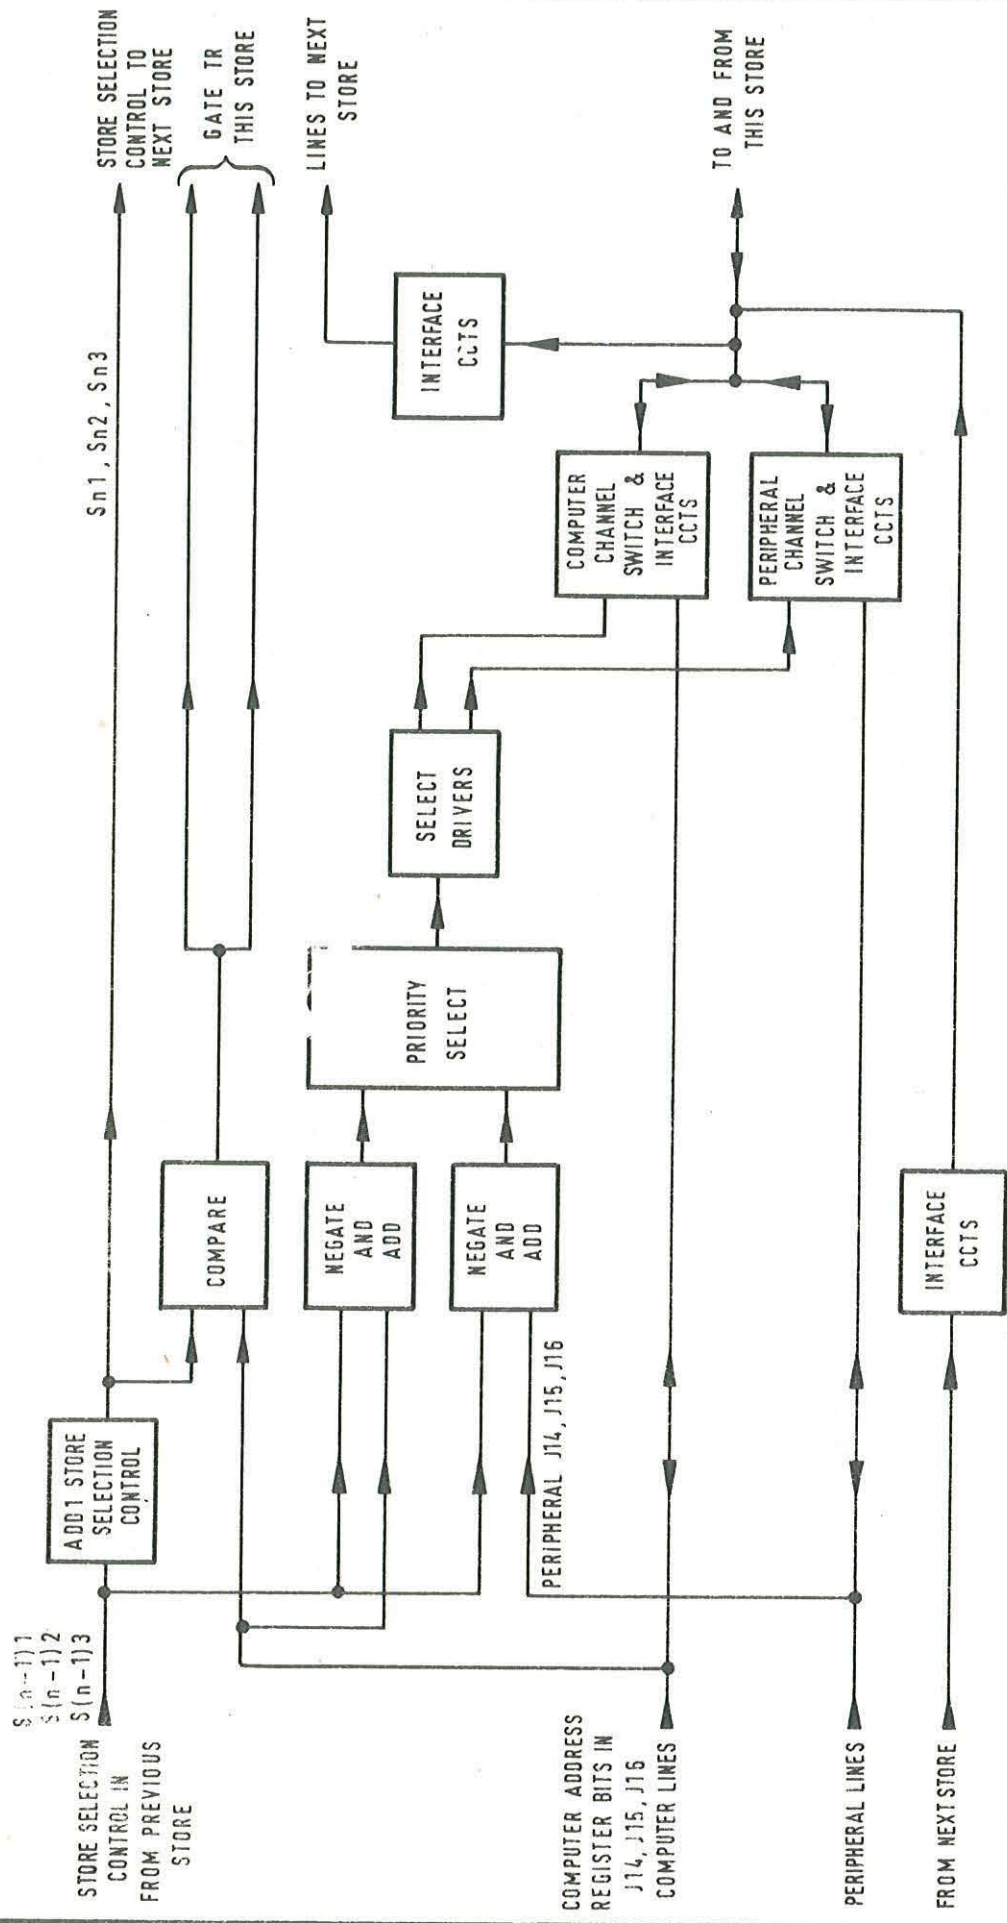 S(n-1)1
S(n-1)2
S(n-1)3
STORE SELECTION
CONTROL IN
FROM PREVIOUS
STORE
ADD1 STORE
SELECTION
CONTROL
Sn1, Sn2, Sn3
STORE SELECTION
CONTROL TO
NEXT STORE
COMPARE
GATE TR
THIS STORE
NEGATE
AND
ADD
NEGATE
AND
ADD
PERIPHERAL J14, J15, J16
PRIORITY
SELECT
SELECT
DRIVERS
INTERFACE
CCTS
LINES TO NEXT
STORE
COMPUTER
CHANNEL
SWITCH &
INTERFACE
CCTS
PERIPHERAL
CHANNEL
SWITCH &
INTERFACE
CCTS
TO AND FROM
THIS STORE
COMPUTER ADDRESS
REGISTER BITS IN
J14, J15, J16
COMPUTER LINES
PERIPHERAL LINES
FROM NEXT STORE
INTERFACE
CCTS